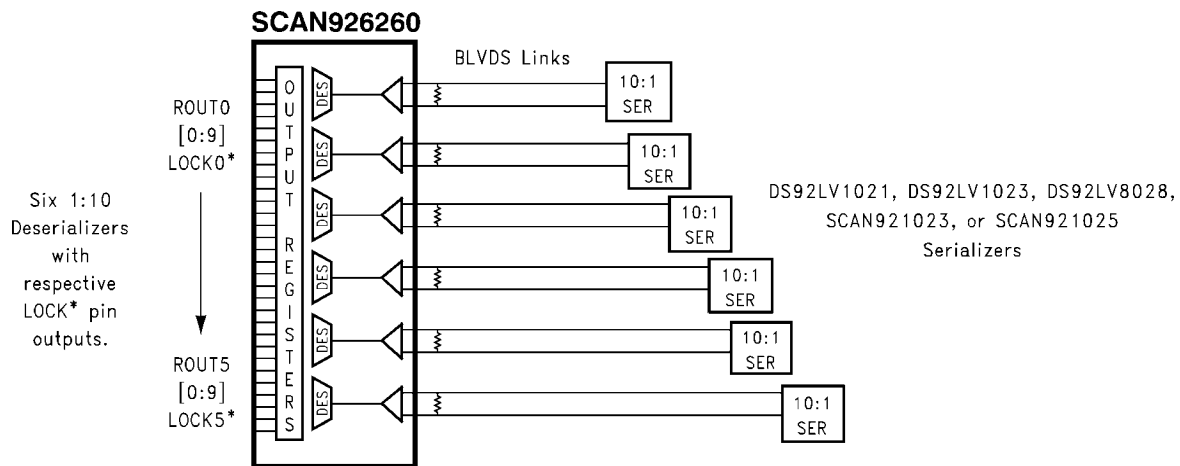 SCAN926260
BLVDS Links
ROUT0
[0:9]
LOCK0*
Six 1:10
Deserializers
with
respective
LOCK* pin
outputs.
ROUT5
[0:9]
LOCK5*
OUTPUT REGISTERS
DES
DES
DES
DES
DES
DES
10:1
SER
10:1
SER
10:1
SER
10:1
SER
10:1
SER
10:1
SER
DS92LV1021, DS92LV1023, DS92LV8028,
SCAN921023, or SCAN921025
Serializers